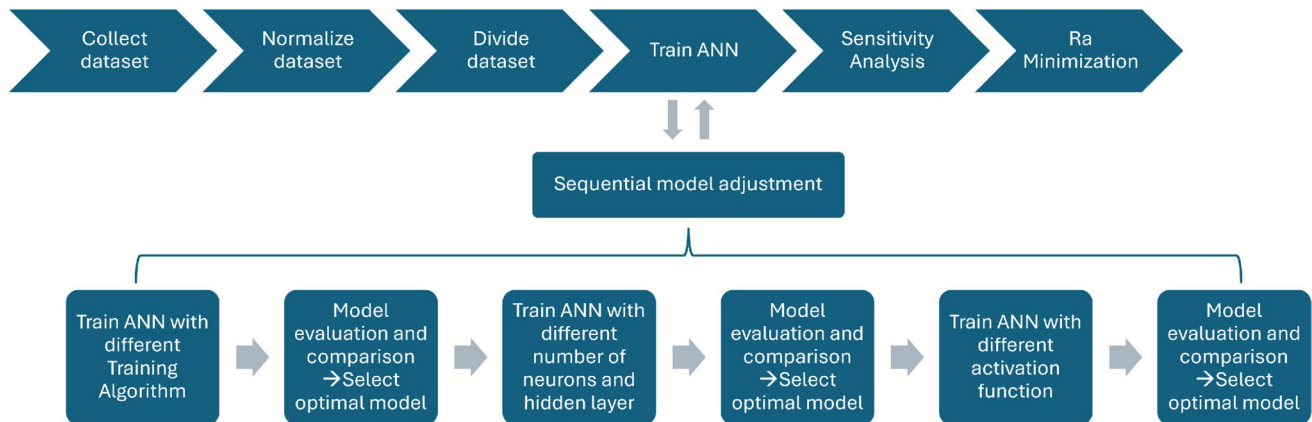 Collect
dataset
Normalize
dataset
Divide
dataset
Train ANN
Sensitivity
Analysis
Ra
Minimization
Sequential model adjustment
Train ANN with
different
Training
Algorithm
Model
evaluation and
comparison
→Select
optimal model
Train ANN with
different
number of
neurons and
hidden layer
Model
evaluation and
comparison
→Select
optimal model
Train ANN with
different
activation
function
Model
evaluation and
comparison
→Select
optimal model